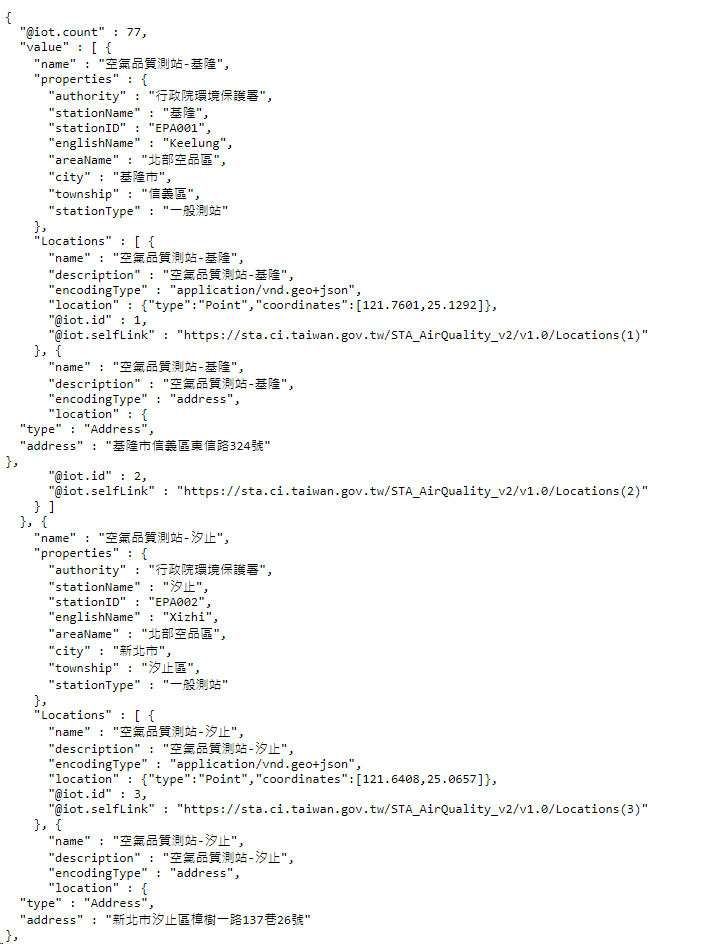 {
  "@iot.count" : 77,
  "value" : [ {
    "name" : "空氣品質測站-基隆",
    "properties" : {
      "authority" : "行政院環境保護署",
      "stationName" : "基隆",
      "stationID" : "EPA001",
      "englishName" : "Keelung",
      "areaName" : "北部空品區",
      "city" : "基隆市",
      "township" : "信義區",
      "stationType" : "一般測站"
    },
    "Locations" : [ {
      "name" : "空氣品質測站-基隆",
      "description" : "空氣品質測站-基隆",
      "encodingType" : "application/vnd.geo+json",
      "location" : {"type":"Point","coordinates":[121.7601,25.1292]},
      "@iot.id" : 1,
      "@iot.selfLink" : "https://sta.ci.taiwan.gov.tw/STA_AirQuality_v2/v1.0/Locations(1)"
    }, {
      "name" : "空氣品質測站-基隆",
      "description" : "空氣品質測站-基隆",
      "encodingType" : "address",
      "location" : {
  "type" : "Address",
  "address" : "基隆市信義區東信路324號"
},
      "@iot.id" : 2,
      "@iot.selfLink" : "https://sta.ci.taiwan.gov.tw/STA_AirQuality_v2/v1.0/Locations(2)"
    } ]
  }, {
    "name" : "空氣品質測站-汐止",
    "properties" : {
      "authority" : "行政院環境保護署",
      "stationName" : "汐止",
      "stationID" : "EPA002",
      "englishName" : "Xizhi",
      "areaName" : "北部空品區",
      "city" : "新北市",
      "township" : "汐止區",
      "stationType" : "一般測站"
    },
    "Locations" : [ {
      "name" : "空氣品質測站-汐止",
      "description" : "空氣品質測站-汐止",
      "encodingType" : "application/vnd.geo+json",
      "location" : {"type":"Point","coordinates":[121.6408,25.0657]},
      "@iot.id" : 3,
      "@iot.selfLink" : "https://sta.ci.taiwan.gov.tw/STA_AirQuality_v2/v1.0/Locations(3)"
    }, {
      "name" : "空氣品質測站-汐止",
      "description" : "空氣品質測站-汐止",
      "encodingType" : "address",
      "location" : {
  "type" : "Address",
  "address" : "新北市汐止區樟樹一路137巷26號"
},